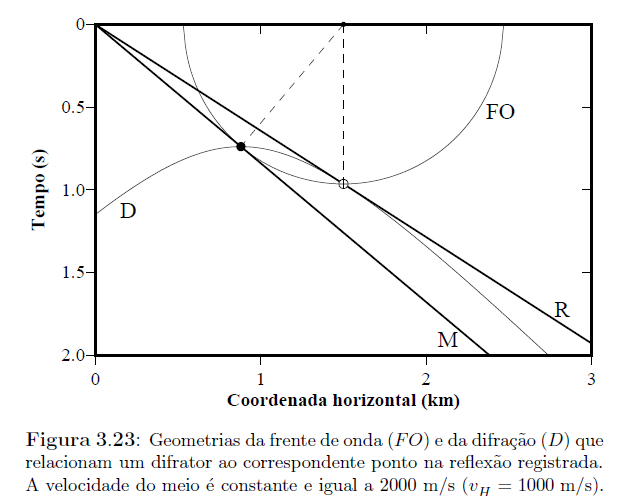 0
0.5
1.0
1.5
2.0
Tempo (s)
FO
D
R
M
0 1 2 3
Coordenada horizontal (km)
Figura 3.23: Geometrias da frente de onda (FO) e da difração (D) que
relacionam um difrator ao correspondente ponto na reflexão registrada.
A velocidade do meio é constante e igual a 2000 m/s (v_H = 1000 m/s).